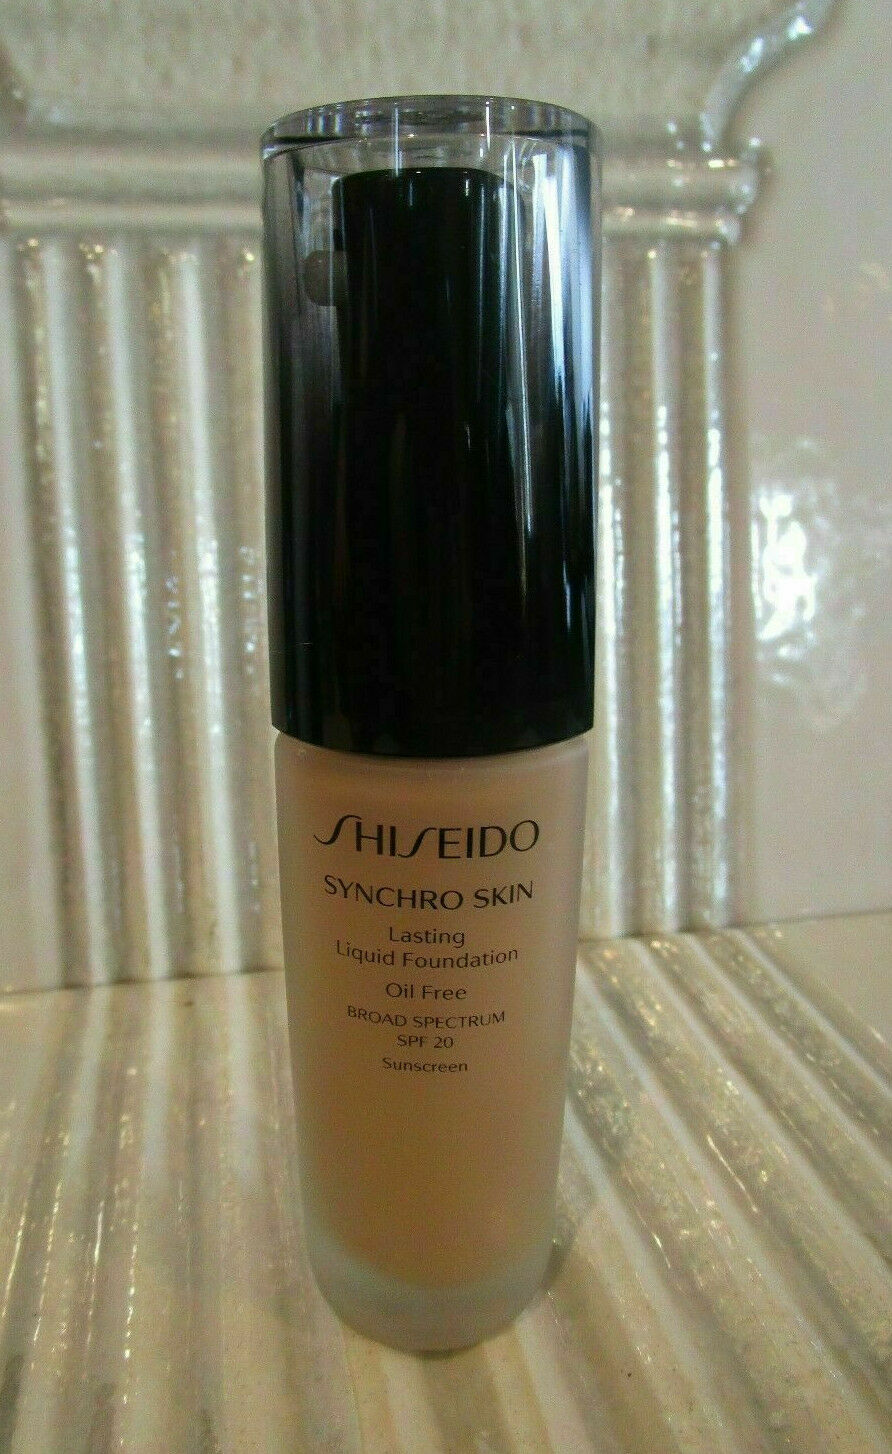 SHISEIDO
SYNCHRO SKIN
Lasting
Liquid Foundation
Oil Free
BROAD SPECTRUM
SPF 20
Sunscreen